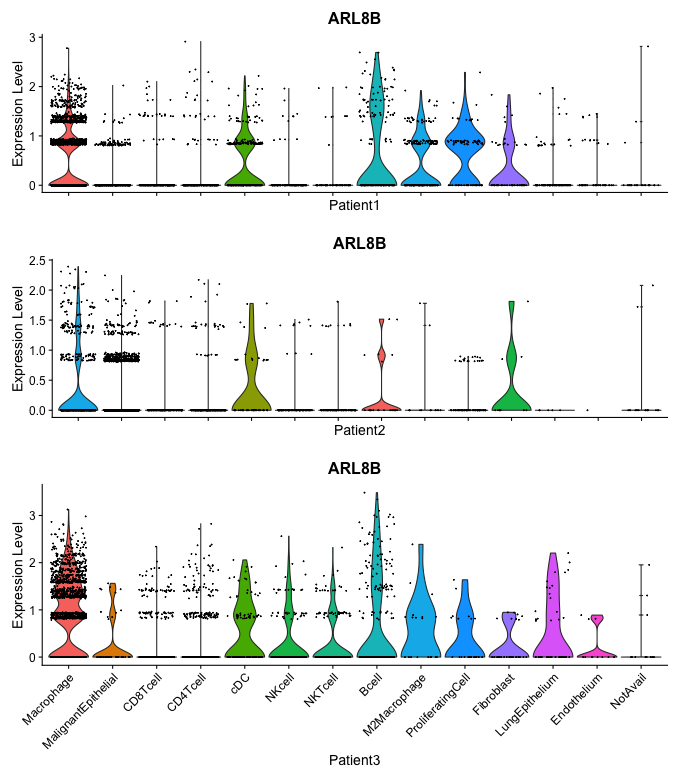 ARL8B
Expression Level
3
2
1
0
Patient1
ARL8B
Expression Level
2.5
2.0
1.5
1.0
0.5
0.0
Patient2
ARL8B
Expression Level
3
2
1
0
Macrophage
MalignantEpithelial
CD8Tcell
CD4Tcell
cDC
NKcell
NKTcell
Bcell
M2Macrophage
ProliferatingCell
Fibroblast
LungEpithelium
Endothelium
NotAvail
Patient3